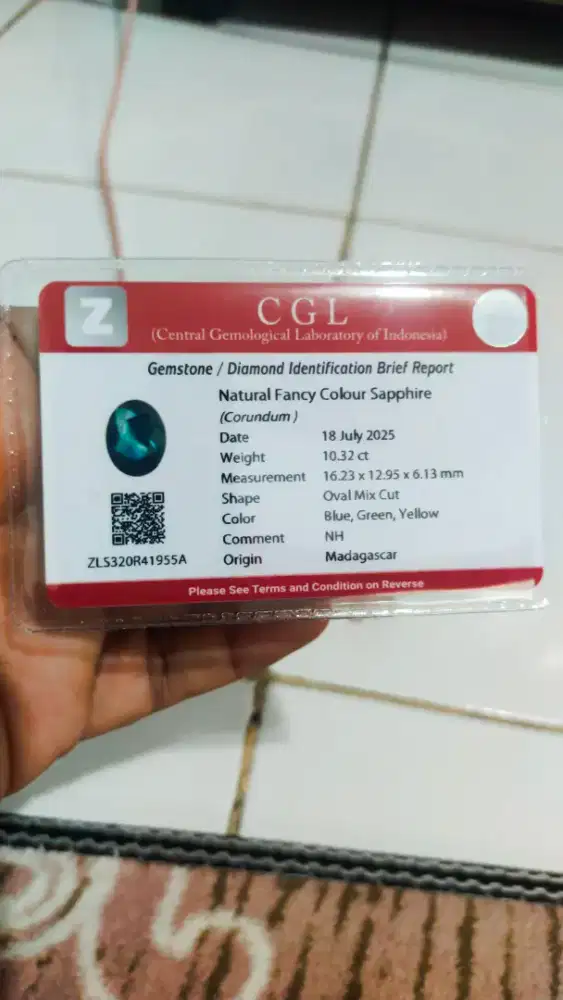 Z
CGL
(Central Gemological Laboratory of Indonesia)
Gemstone / Diamond Identification Brief Report
Natural Fancy Colour Sapphire
(Corundum )
Date 18 July 2025
Weight 10.32 ct
Measurement 16.23 x 12.95 x 6.13 mm
Shape Oval Mix Cut
Color Blue, Green, Yellow
Comment NH
Origin Madagascar
ZLS320R41955A
Please See Terms and Condition on Reverse